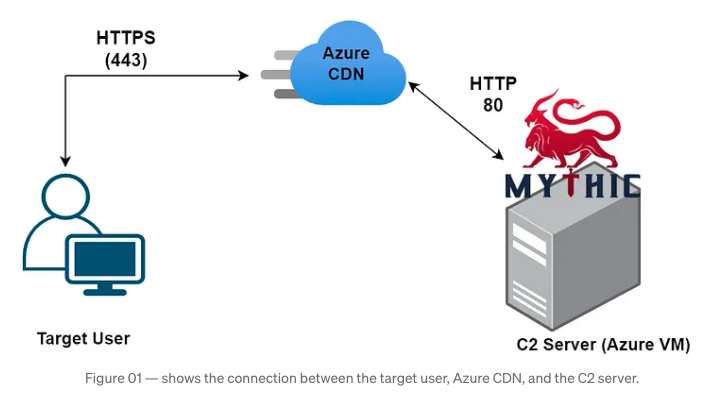 HTTPS
(443)
Azure
CDN
HTTP
80
MYTHIC
Target User
C2 Server (Azure VM)
Figure 01 — shows the connection between the target user, Azure CDN, and the C2 server.